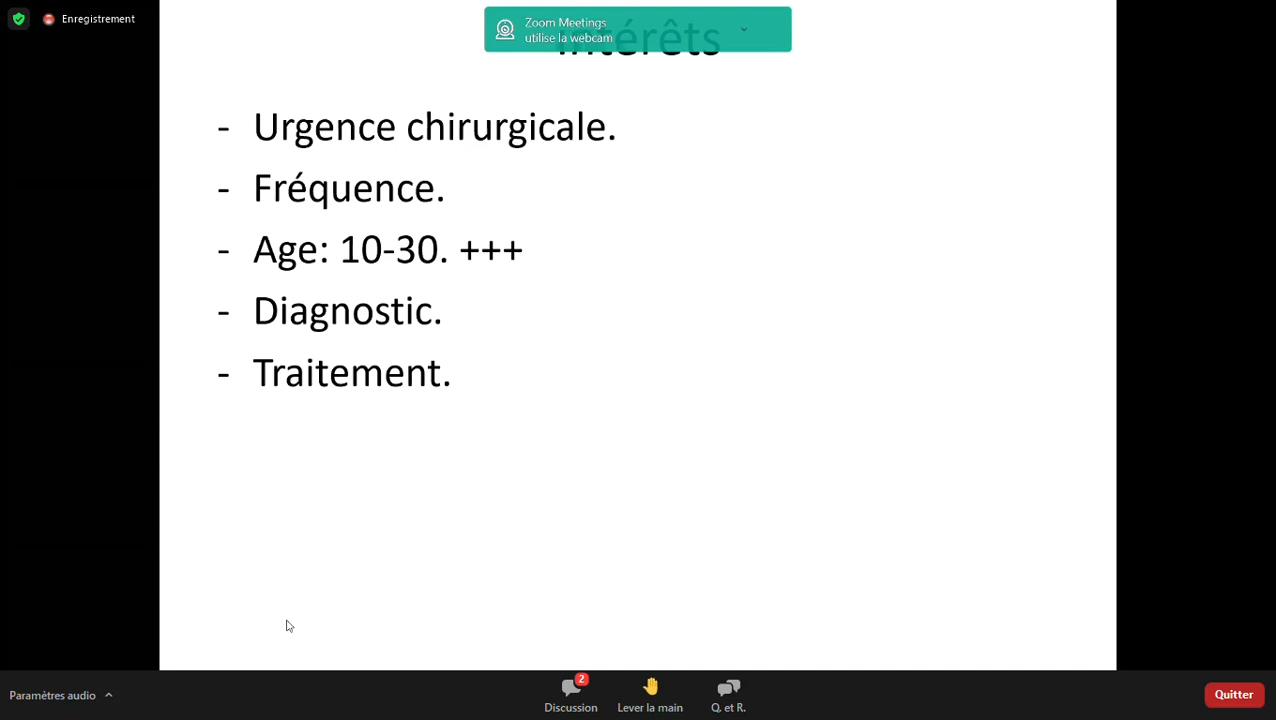 Enregistrement
Zoom Meetings
utilise la webcam
intérêts
- Urgence chirurgicale.
- Fréquence.
- Age: 10-30. +++
- Diagnostic.
- Traitement.
Paramètres audio
2
Discussion
Lever la main
Q. et R.
Quitter